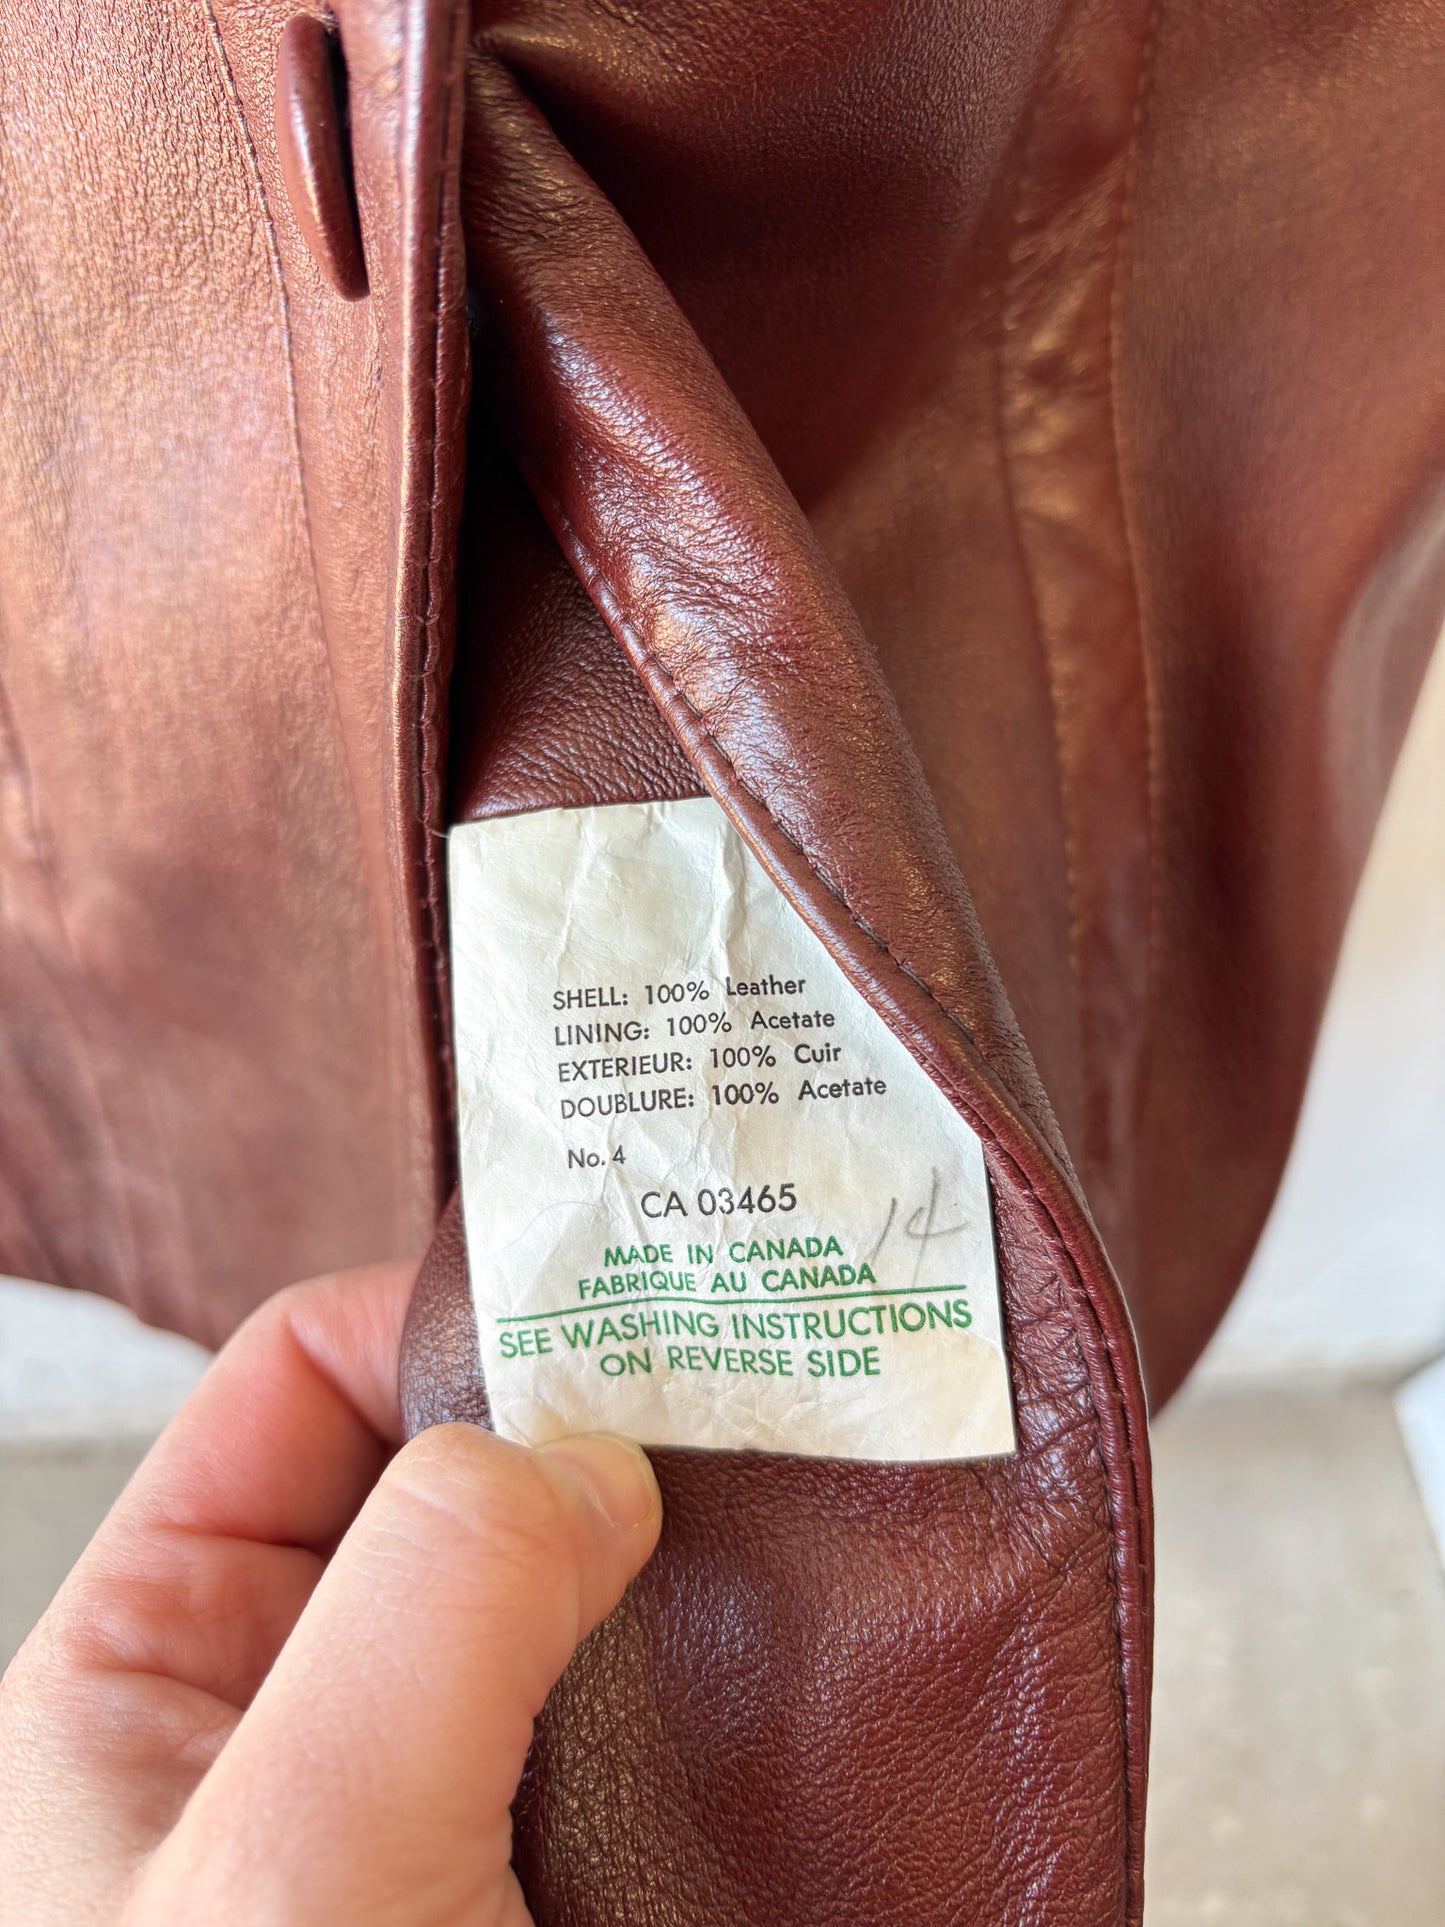 SHELL: 100% Leather
LINING: 100% Acetate
EXTERIEUR: 100% Cuir
DOUBLURE: 100% Acetate
No. 4
CA 03465
14
MADE IN CANADA
FABRIQUE AU CANADA
SEE WASHING INSTRUCTIONS
ON REVERSE SIDE